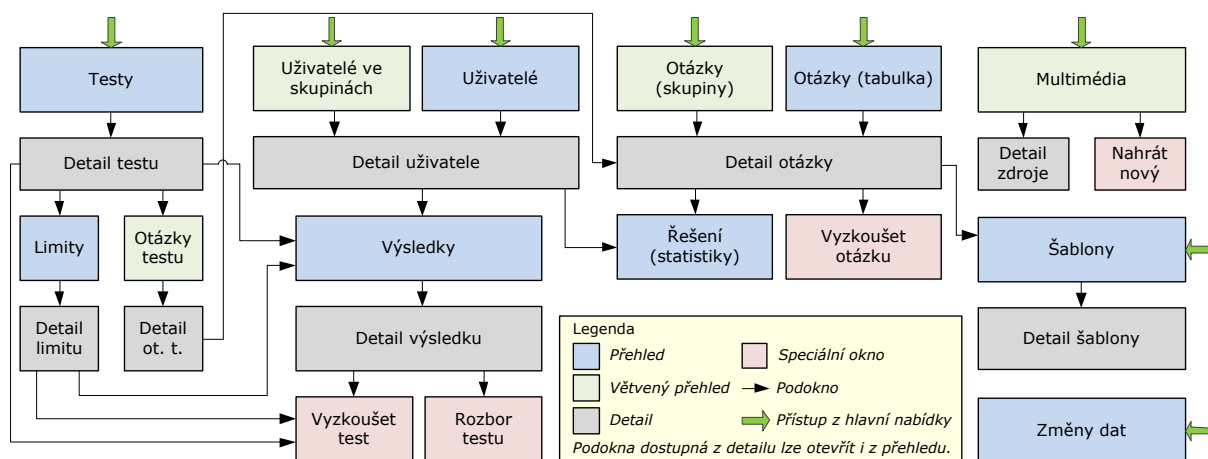 Testy
Uživatelé ve
skupinách
Uživatelé
Otázky
(skupiny)
Otázky (tabulka)
Multimédia
Detail testu
Detail uživatele
Detail otázky
Detail
zdroje
Nahrát
nový
Limity
Otázky
testu
Výsledky
Řešení
(statistiky)
Vyzkoušet
otázku
Šablony
Detail
limitu
Detail
ot. t.
Detail výsledku
Detail šablony
Vyzkoušet
test
Rozbor
testu
Legenda
Přehled
Speciální okno
Větvený přehled
Podokno
Detail
Přístup z hlavní nabídky
Podokna dostupná z detailu lze otevřít i z přehledu.
Změny dat